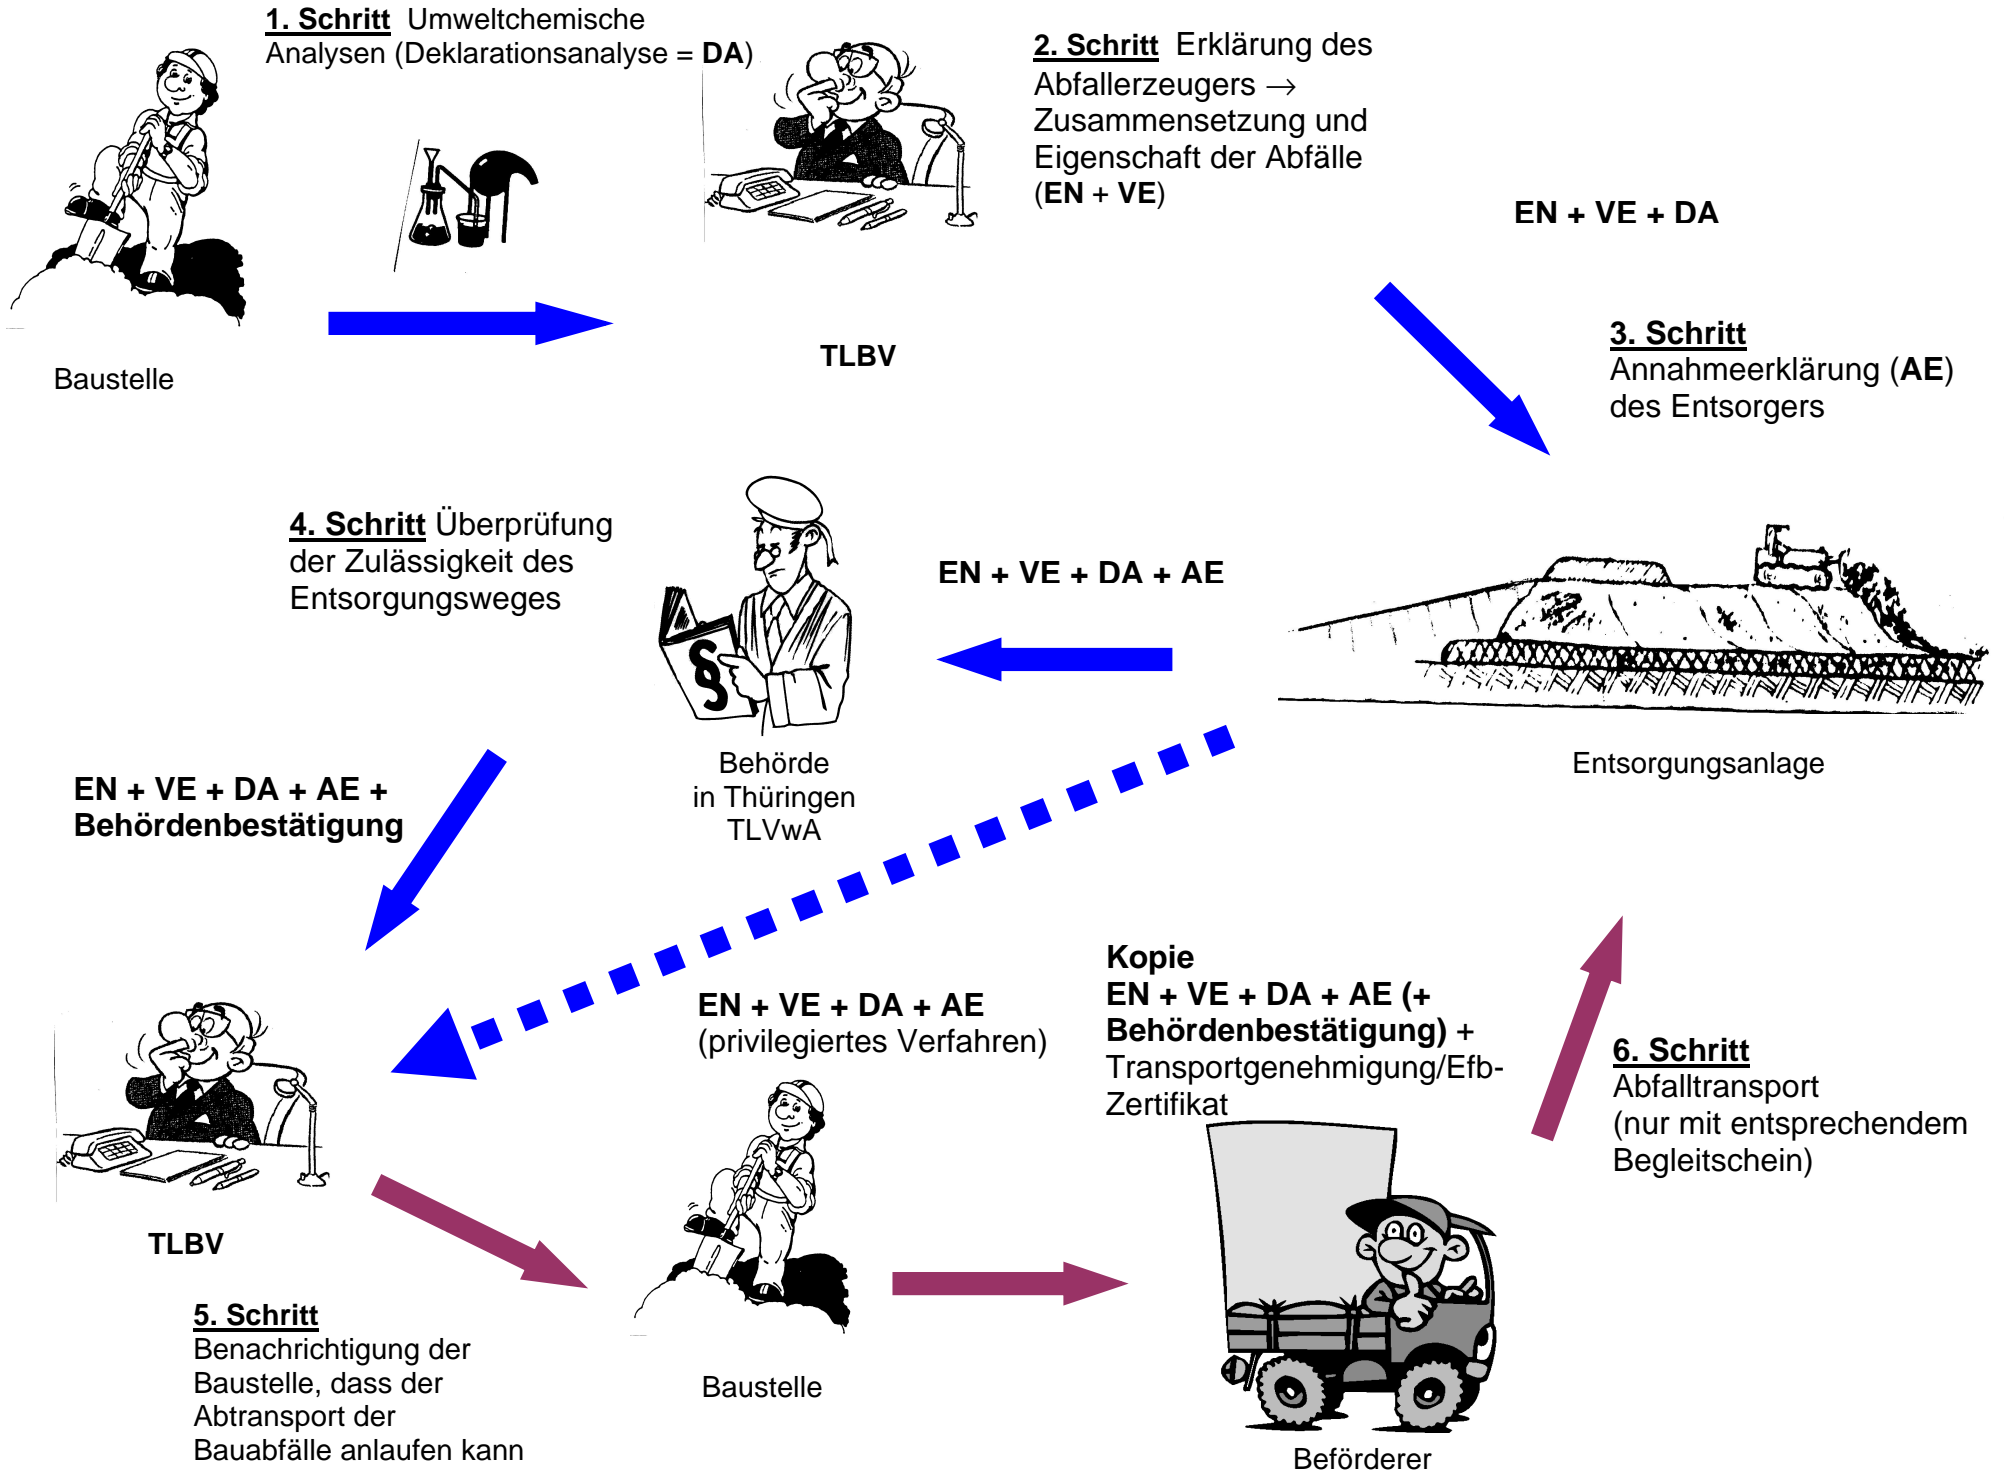 1. Schritt Umweltchemische
Analysen (Deklarationsanalyse = DA)
2. Schritt Erklärung des
Abfallerzeugers →
Zusammensetzung und
Eigenschaft der Abfälle
(EN + VE)
EN + VE + DA
Baustelle
TLBV
3. Schritt
Annahmeerklärung (AE)
des Entsorgers
4. Schritt Überprüfung
der Zulässigkeit des
Entsorgungsweges
§
EN + VE + DA + AE
Behörde
in Thüringen
TLVwA
Entsorgungsanlage
EN + VE + DA + AE +
Behördenbestätigung
EN + VE + DA + AE
(privilegiertes Verfahren)
Kopie
EN + VE + DA + AE (+
Behördenbestätigung) +
Transportgenehmigung/Efb-
Zertifikat
6. Schritt
Abfalltransport
(nur mit entsprechendem
Begleitschein)
TLBV
5. Schritt
Benachrichtigung der
Baustelle, dass der
Abtransport der
Bauabfälle anlaufen kann
Baustelle
Beförderer